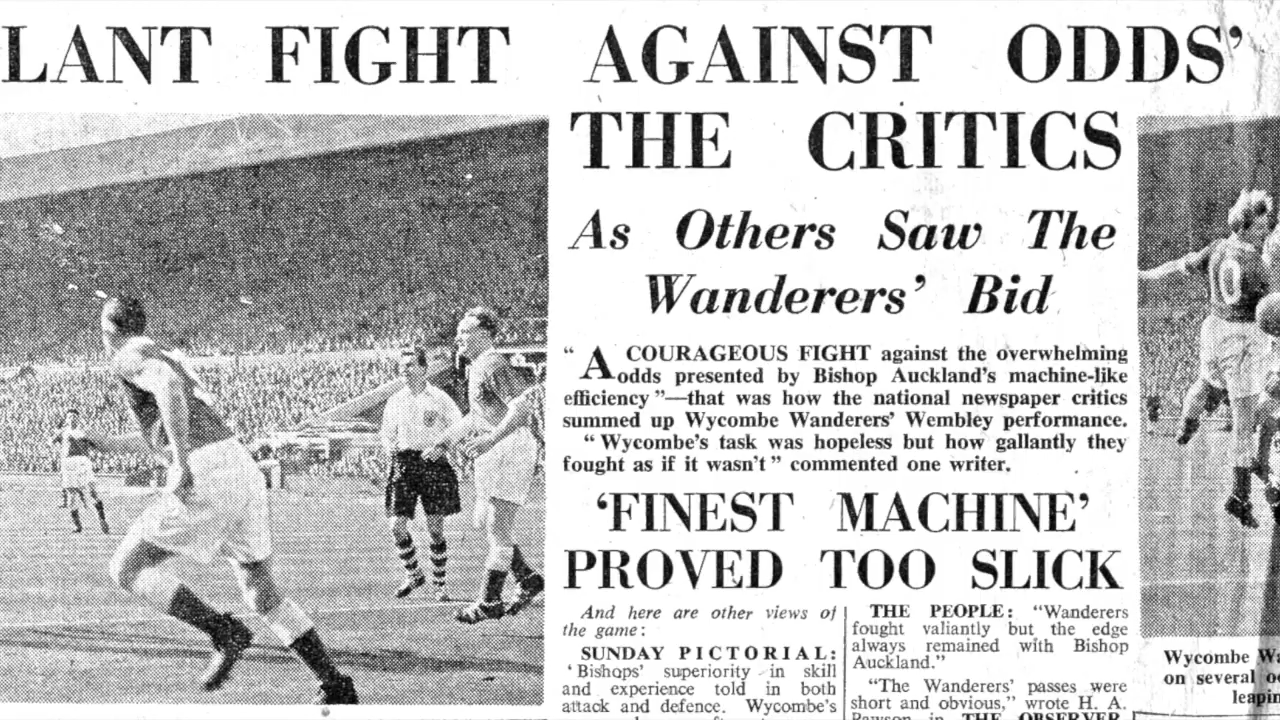 LANT FIGHT AGAINST ODDS'
THE CRITICS
As Others Saw The
Wanderers' Bid
" A COURAGEOUS FIGHT against the overwhelming
odds presented by Bishop Auckland's machine-like
efficiency "—that was how the national newspaper critics
summed up Wycombe Wanderers' Wembley performance.
" Wycombe's task was hopeless but how gallantly they
fought as if it wasn't " commented one writer.
'FINEST MACHINE'
PROVED TOO SLICK
And here are other views of
the game:
SUNDAY PICTORIAL:
' Bishops' superiority in skill
and experience told in both
attack and defence. Wycombe's
THE PEOPLE: "Wanderers
fought valiantly but the edge
always remained with Bishop
Auckland."
"The Wanderers' passes were
short and obvious," wrote H. A.
in THE OBSERVER
0
Wycombe
on several
leapin